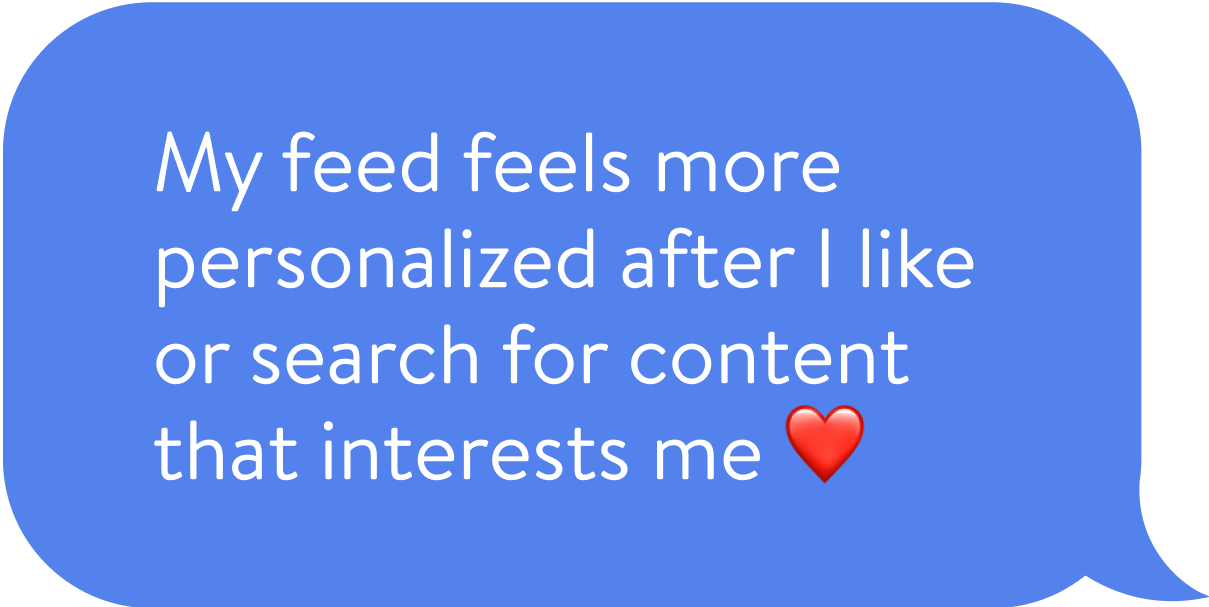 My feed feels more
personalized after I like
or search for content
that interests me ❤️